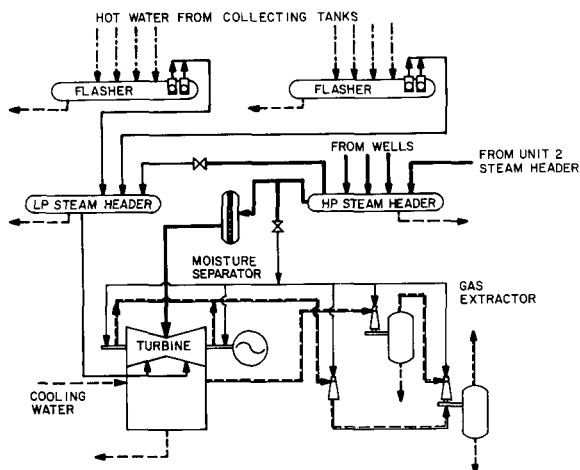 HOT WATER FROM COLLECTING TANKS
FLASHER
FLASHER
FROM WELLS
FROM UNIT 2
STEAM HEADER
LP STEAM HEADER
HP STEAM HEADER
MOISTURE
SEPARATOR
GAS
EXTRACTOR
TURBINE
COOLING
WATER